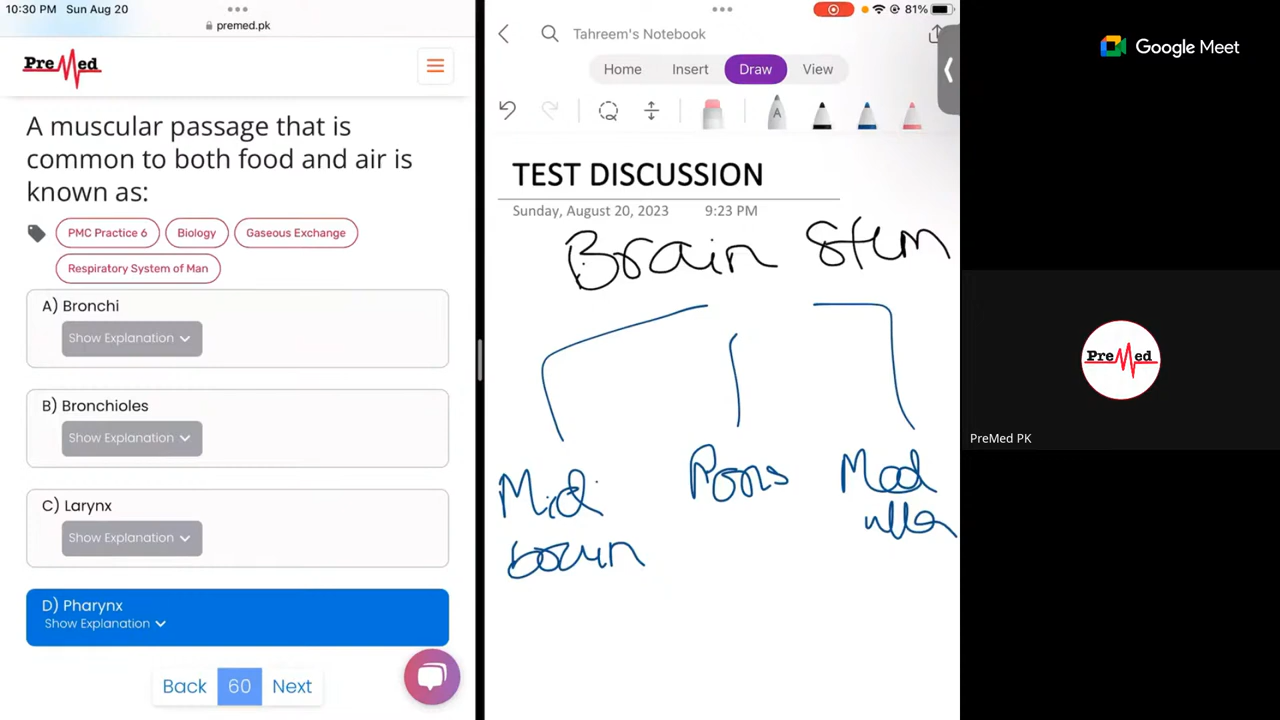 10:30 PM Sun Aug 20
premed.pk
PreMed
A muscular passage that is
common to both food and air is
known as:
PMC Practice 6
Biology
Gaseous Exchange
Respiratory System of Man
A) Bronchi
Show Explanation
B) Bronchioles
Show Explanation
C) Larynx
Show Explanation
D) Pharynx
Show Explanation
Back
60
Next
81%
Tahreem's Notebook
Home
Insert
Draw
View
A
TEST DISCUSSION
Sunday, August 20, 2023
9:23 PM
Brain Stem
Mid
brain
Pons
Med
ulla
Google Meet
PreMed
PreMed PK